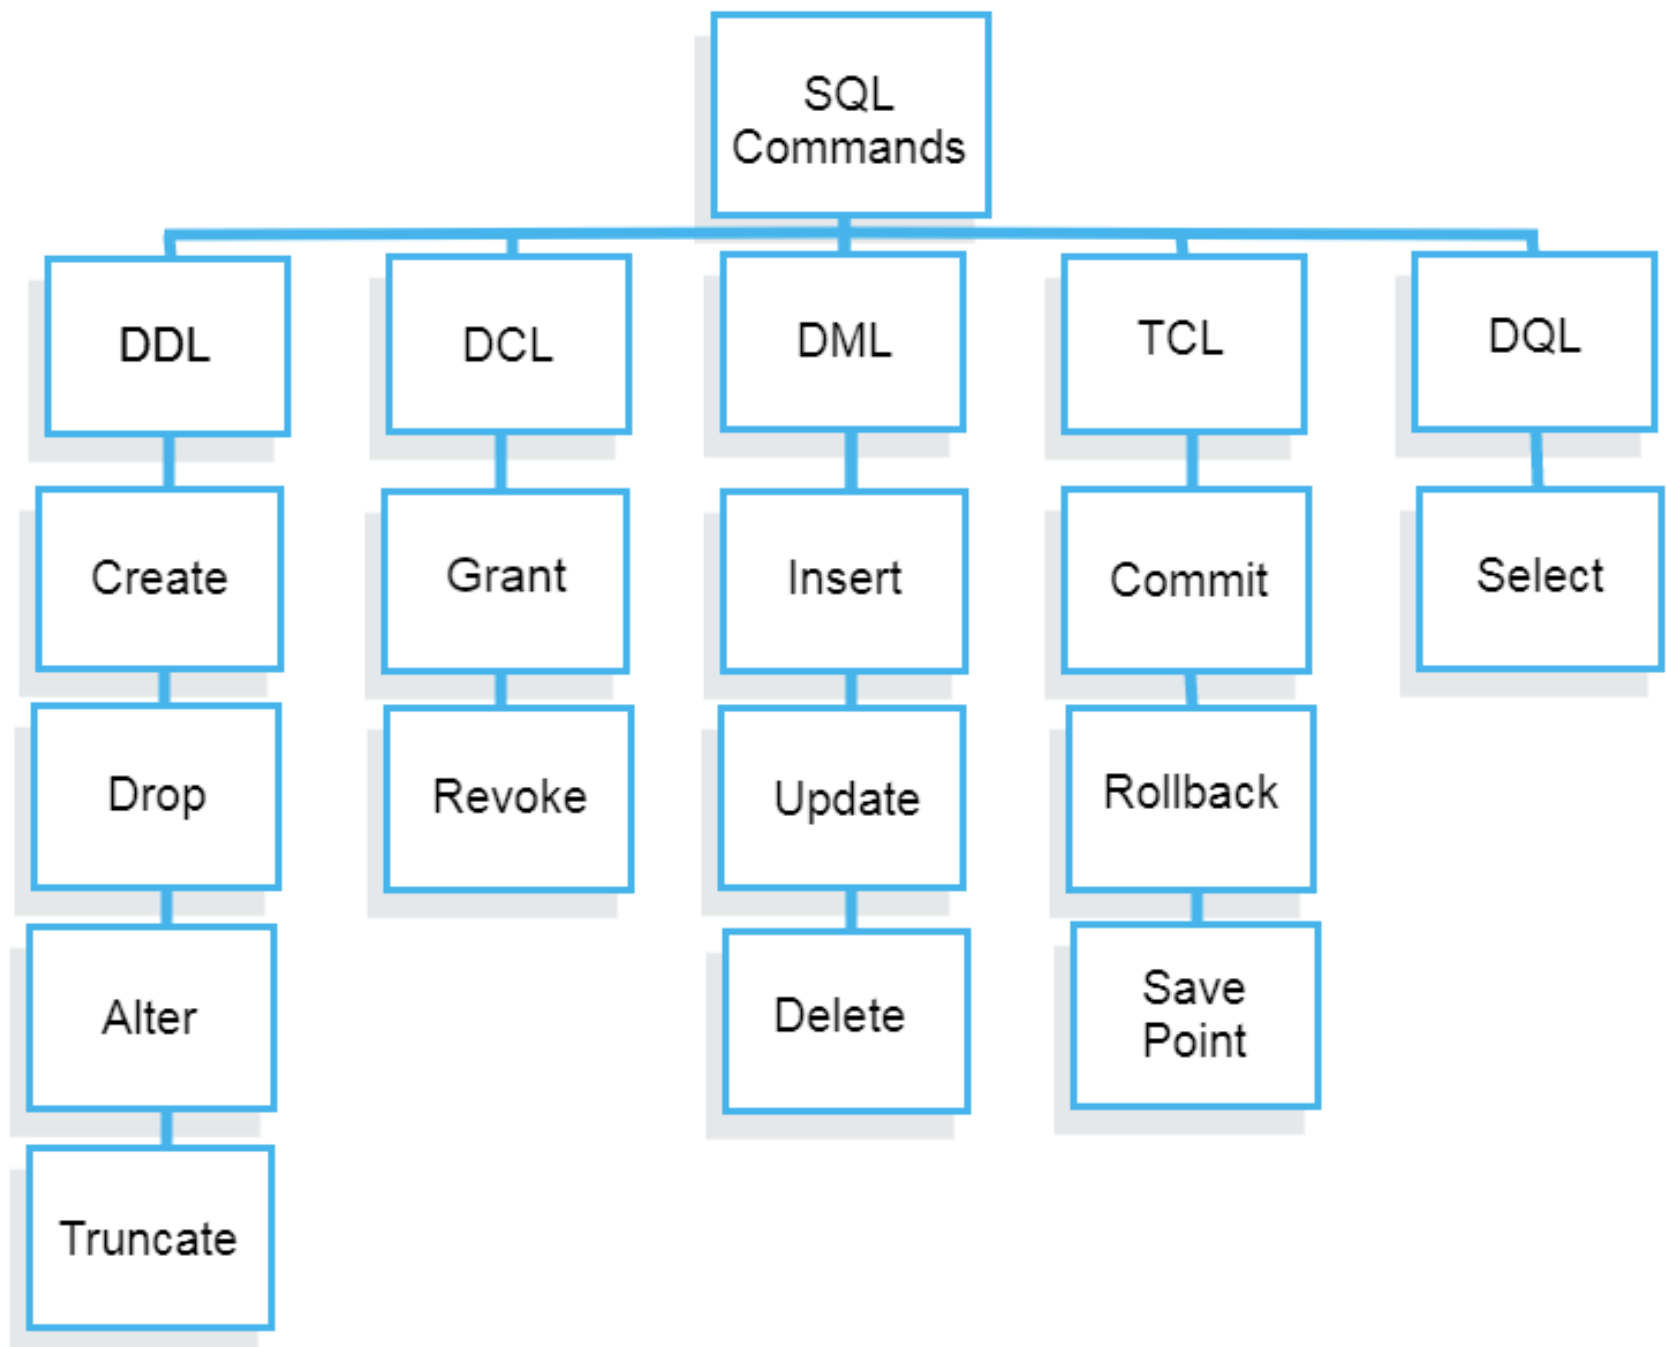 SQL
Commands
DDL
DCL
DML
TCL
DQL
Create
Grant
Insert
Commit
Select
Drop
Revoke
Update
Rollback
Alter
Delete
Save
Point
Truncate